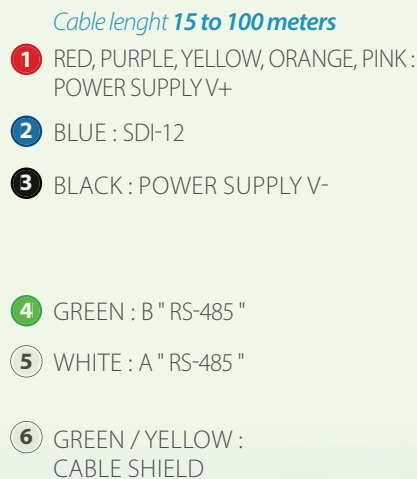 Cable lenght 15 to 100 meters
1 RED, PURPLE, YELLOW, ORANGE, PINK :
POWER SUPPLY V+
2 BLUE : SDI-12
3 BLACK : POWER SUPPLY V-
4 GREEN : B " RS-485 "
5 WHITE : A " RS-485 "
6 GREEN / YELLOW :
CABLE SHIELD